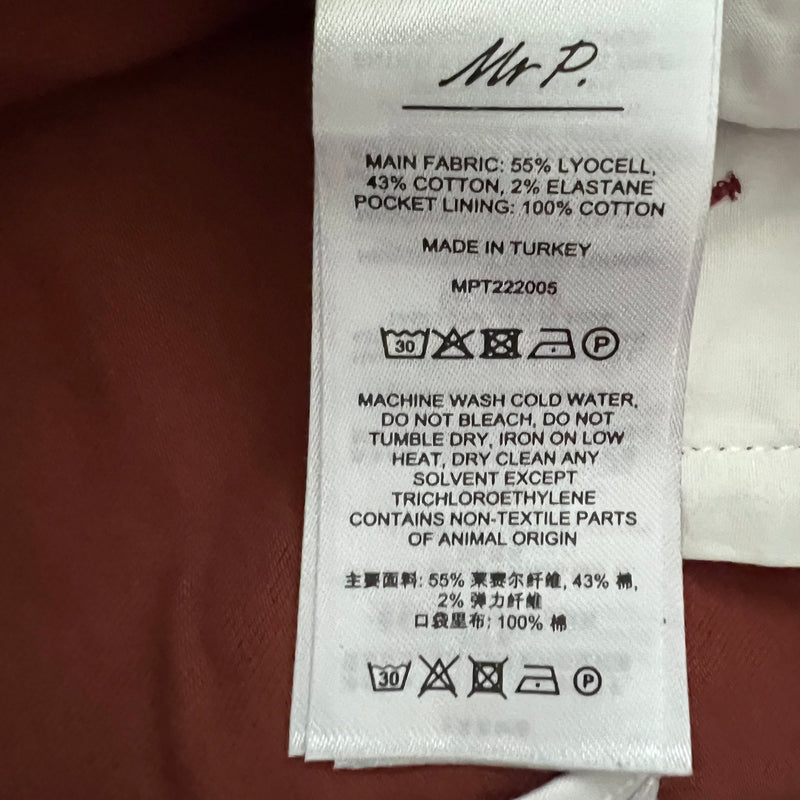 Mr P.
MAIN FABRIC: 55% LYOCELL,
43% COTTON, 2% ELASTANE
POCKET LINING: 100% COTTON
MADE IN TURKEY
MPT222005
30 P
MACHINE WASH COLD WATER,
DO NOT BLEACH, DO NOT
TUMBLE DRY, IRON ON LOW
HEAT, DRY CLEAN ANY
SOLVENT EXCEPT
TRICHLOROETHYLENE
CONTAINS NON-TEXTILE PARTS
OF ANIMAL ORIGIN
主要面料: 55% 莱赛尔纤维, 43% 棉,
2% 弹力纤维
口袋里布: 100% 棉
30 P